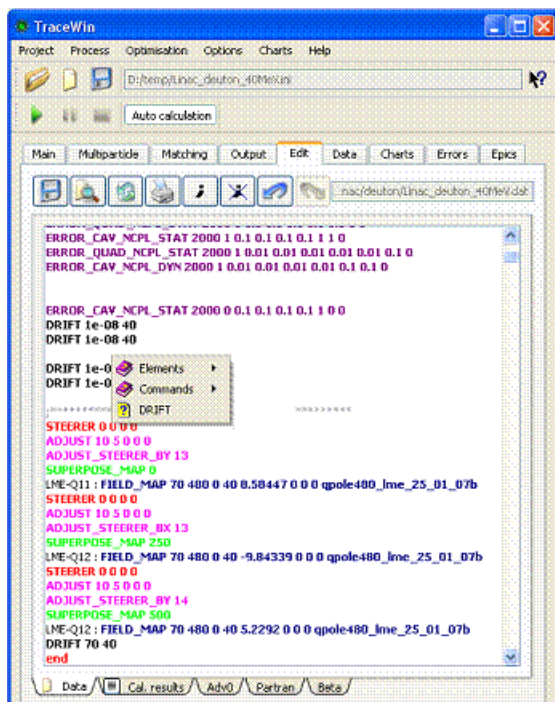 TraceWin
Project Process Optimisation Options Charts Help
D:/temp/Linac_deuton_40MeV.ini
Auto calculation
Main Multiparticle Matching Output Edit Data Charts Errors Epics
nac/deuton/Linac_deuton_40MeV.dat
ERROR_CAV_NCPL_STAT 2000 1 0.1 0.1 0.1 0.1 1 1 0
ERROR_QUAD_NCPL_STAT 2000 1 0.01 0.01 0.01 0.01 0.01 0.1 0
ERROR_CAV_NCPL_DYN 2000 1 0.01 0.01 0.01 0.01 0.1 0.1 0
ERROR_CAV_NCPL_STAT 2000 0 0.1 0.1 0.1 0.1 1 0 0
DRIFT 1e-08 40
DRIFT 1e-08 40
DRIFT 1e-0
Elements
DRIFT 1e-0
Commands
DRIFT
STEERER 0 0 0 0
ADJUST 10 5 0 0 0
ADJUST_STEERER_BY 13
SUPERPOSE_MAP 0
LME-Q11 : FIELD_MAP 70 480 0 40 8.58447 0 0 0 qpole480_lme_25_01_07b
STEERER 0 0 0 0
ADJUST 10 5 0 0 0
ADJUST_STEERER_BX 13
SUPERPOSE_MAP 250
LME-Q12 : FIELD_MAP 70 480 0 40 -9.84339 0 0 0 qpole480_lme_25_01_07b
STEERER 0 0 0 0
ADJUST 10 5 0 0 0
ADJUST_STEERER_BY 14
SUPERPOSE_MAP 500
LME-Q12 : FIELD_MAP 70 480 0 40 5.2292 0 0 0 qpole480_lme_25_01_07b
DRIFT 70 40
end
Data Cal. results Adv0 Partran Beta